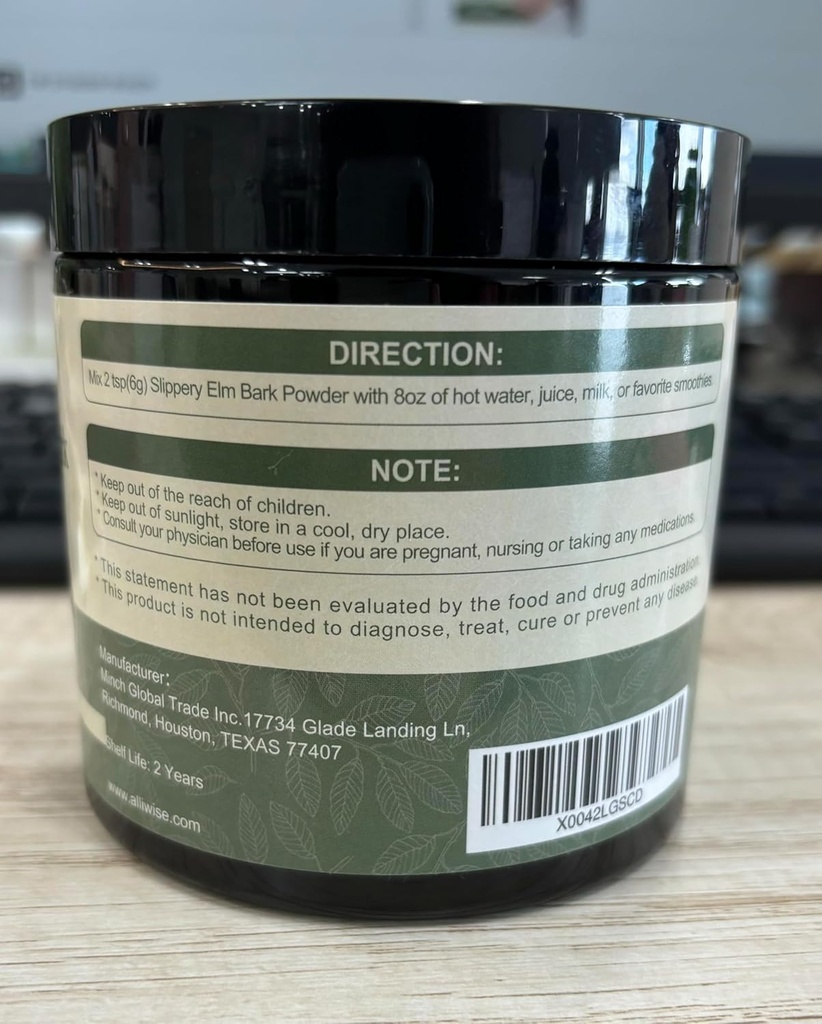 DIRECTION:
Mix 2 tsp(6g) Slippery Elm Bark Powder with 8oz of hot water, juice, milk, or favorite smoothies.
NOTE:
* Keep out of the reach of children.
* Keep out of sunlight, store in a cool, dry place.
* Consult your physician before use if you are pregnant, nursing or taking any medications.
* This statement has not been evaluated by the food and drug administration.
* This product is not intended to diagnose, treat, cure or prevent any disease.
Manufacturer:
Minch Global Trade Inc.17734 Glade Landing Ln,
Richmond, Houston, TEXAS 77407
Shelf Life: 2 Years
www.alliwise.com
X0042LGSCD